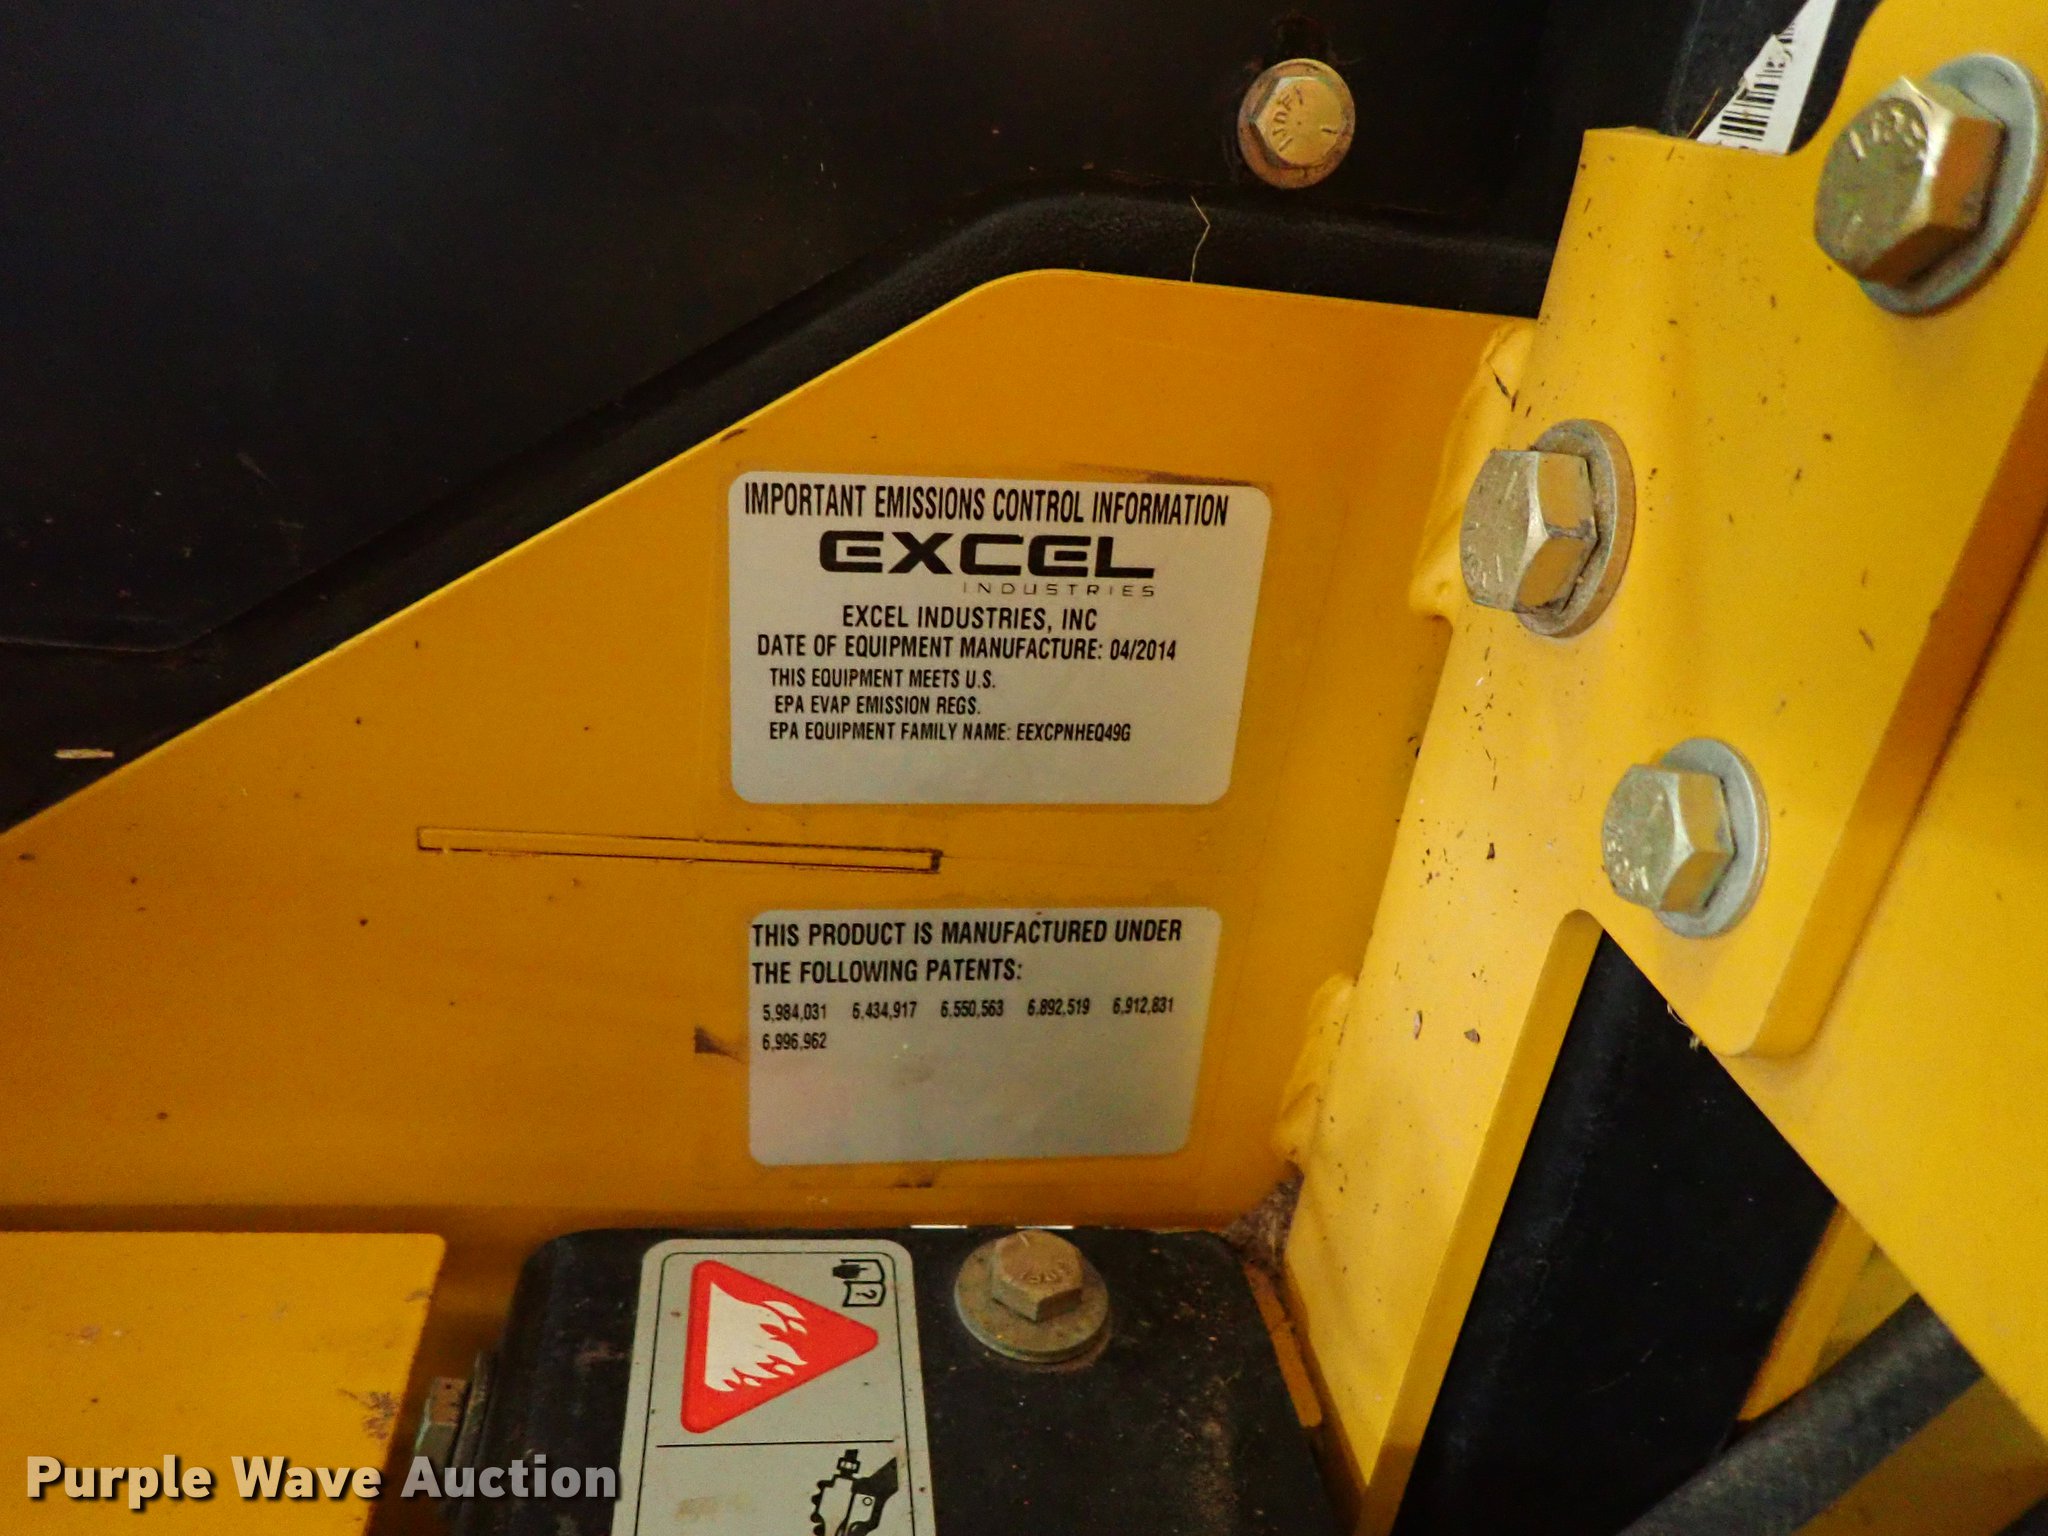 IMPORTANT EMISSIONS CONTROL INFORMATION
EXCEL
INDUSTRIES
EXCEL INDUSTRIES, INC
DATE OF EQUIPMENT MANUFACTURE: 04/2014
THIS EQUIPMENT MEETS U.S.
EPA EVAP EMISSION REGS.
EPA EQUIPMENT FAMILY NAME: EEXCPNHEQ49G
THIS PRODUCT IS MANUFACTURED UNDER
THE FOLLOWING PATENTS:
5,984,031 6,434,917 6,550,563 6,892,519 6,912,831
6,996,962
?
Purple Wave Auction